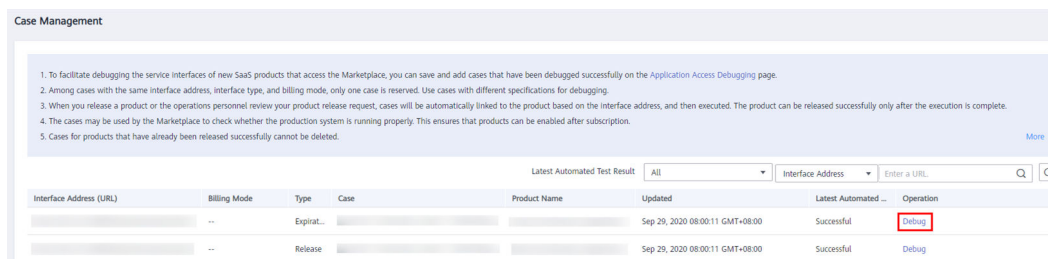 Case Management
1. To facilitate debugging the service interfaces of new SaaS products that access the Marketplace, you can save and add cases that have been debugged successfully on the Application Access Debugging page.
2. Among cases with the same interface address, interface type, and billing mode, only one case is reserved. Use cases with different specifications for debugging.
3. When you release a product or the operations personnel review your product release request, cases will be automatically linked to the product based on the interface address, and then executed. The product can be released successfully only after the execution is complete.
4. The cases may be used by the Marketplace to check whether the production system is running properly. This ensures that products can be enabled after subscription.
5. Cases for products that have already been released successfully cannot be deleted.
More
Latest Automated Test Result All Interface Address Enter a URL.
Interface Address (URL) Billing Mode Type Case Product Name Updated Latest Automated ... Operation
-- Expirat... Sep 29, 2020 08:00:11 GMT+08:00 Successful Debug
-- Release Sep 29, 2020 08:00:11 GMT+08:00 Successful Debug